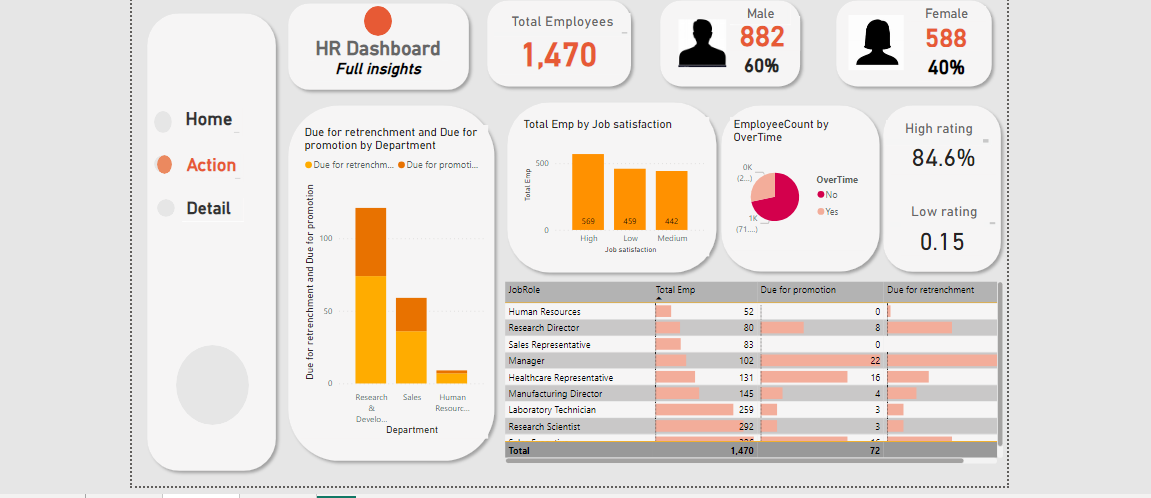 HR Dashboard
Full insights
Total Employees
1,470
Male
882
60%
Female
588
40%
Home
Action
Detail
Due for retrenchment and Due for
promotion by Department
Due for retrenchm... Due for promoti...
Due for retrenchment and Due for promotion
100
50
0
Research
&
Develo...
Sales
Human
Resourc...
Department
Total Emp by Job satisfaction
Total Emp
500
0
569
459
442
High
Low
Medium
Job satisfaction
EmployeeCount by
OverTime
0K
(2...)
1K
(71....)
OverTime
No
Yes
High rating
84.6%
Low rating
0.15
JobRole Total Emp Due for promotion Due for retrenchment
Human Resources 52 0
Research Director 80 8
Sales Representative 83 0
Manager 102 22
Healthcare Representative 131 16
Manufacturing Director 145 4
Laboratory Technician 259 3
Research Scientist 292 3
Total 1,470 72